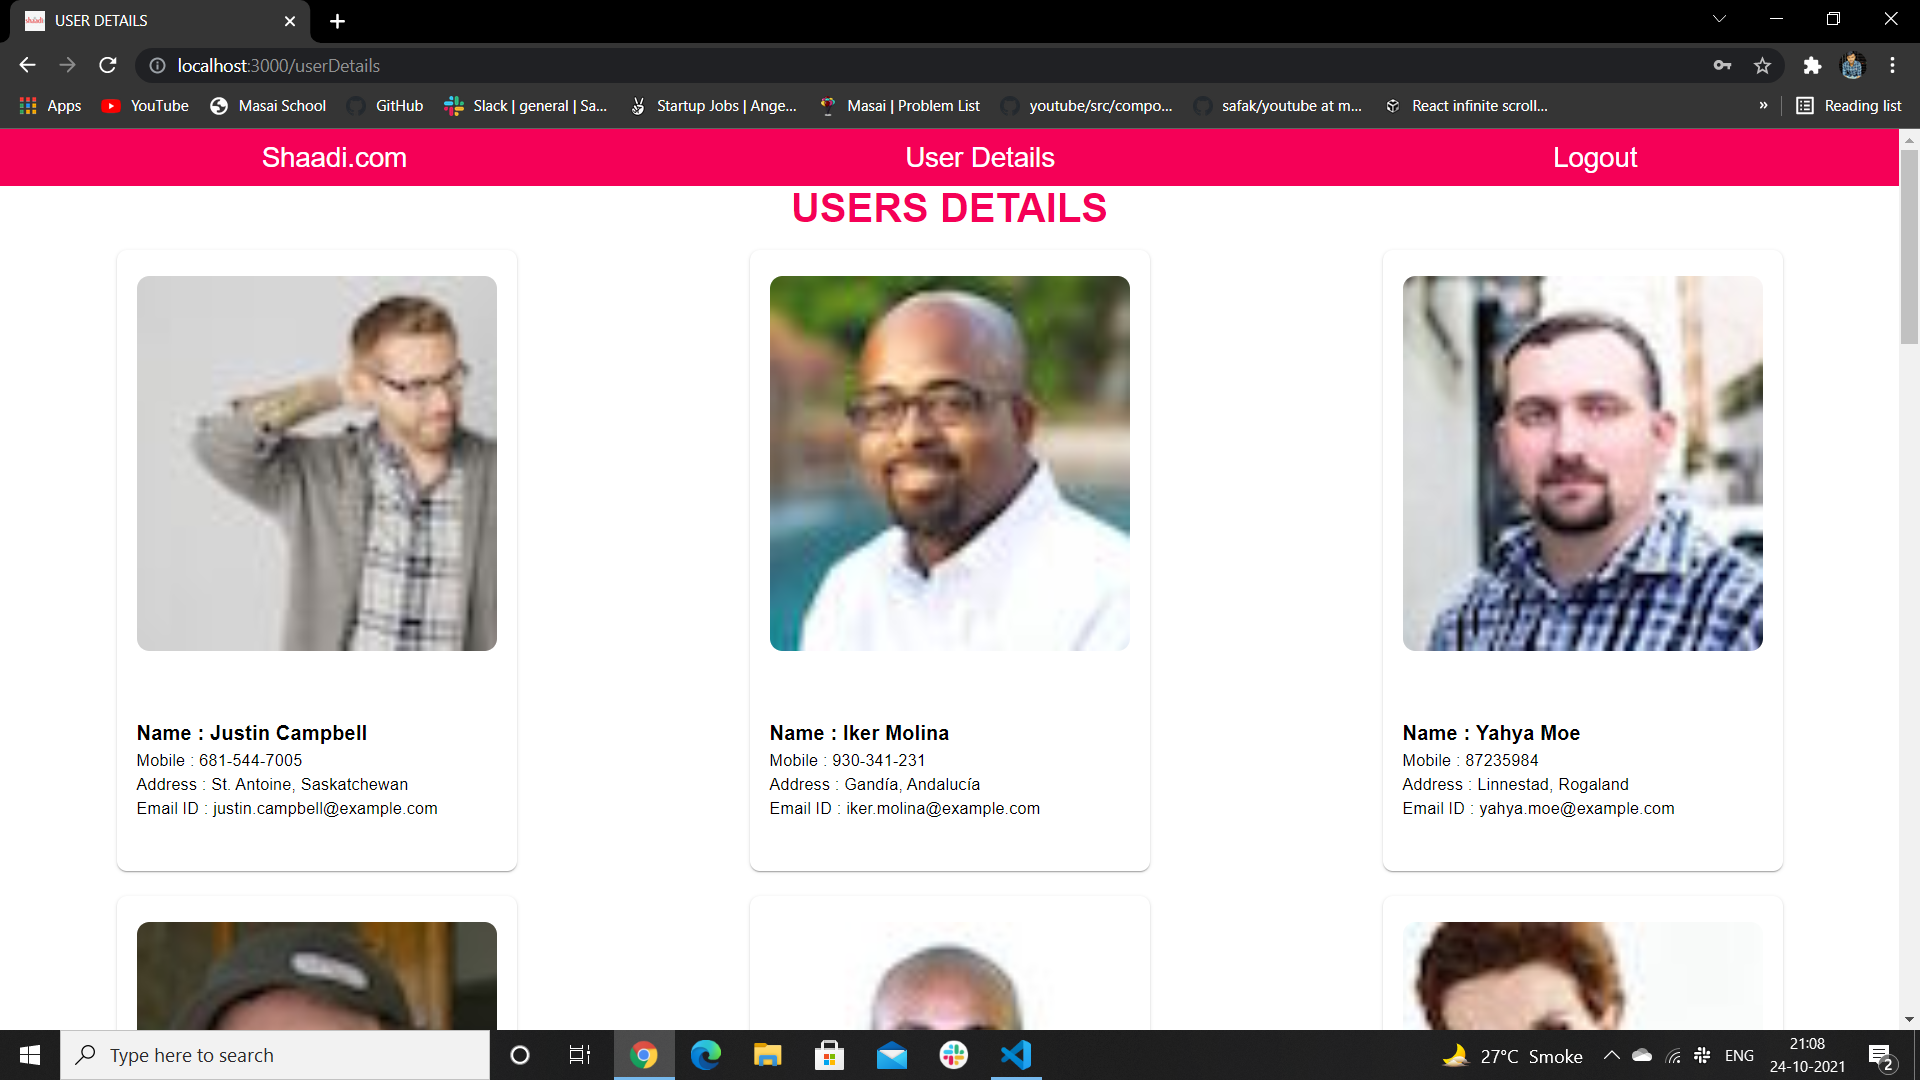 USER DETAILS
localhost:3000/userDetails
Apps YouTube Masai School GitHub Slack | general | Sa... Startup Jobs | Ange... Masai | Problem List youtube/src/compo... safak/youtube at m... React infinite scroll... » Reading list
Shaadi.com User Details Logout
USERS DETAILS
Name : Justin Campbell
Mobile : 681-544-7005
Address : St. Antoine, Saskatchewan
Email ID : justin.campbell@example.com
Name : Iker Molina
Mobile : 930-341-231
Address : Gandía, Andalucía
Email ID : iker.molina@example.com
Name : Yahya Moe
Mobile : 87235984
Address : Linnestad, Rogaland
Email ID : yahya.moe@example.com
Type here to search
27°C Smoke
ENG
21:08
24-10-2021
2